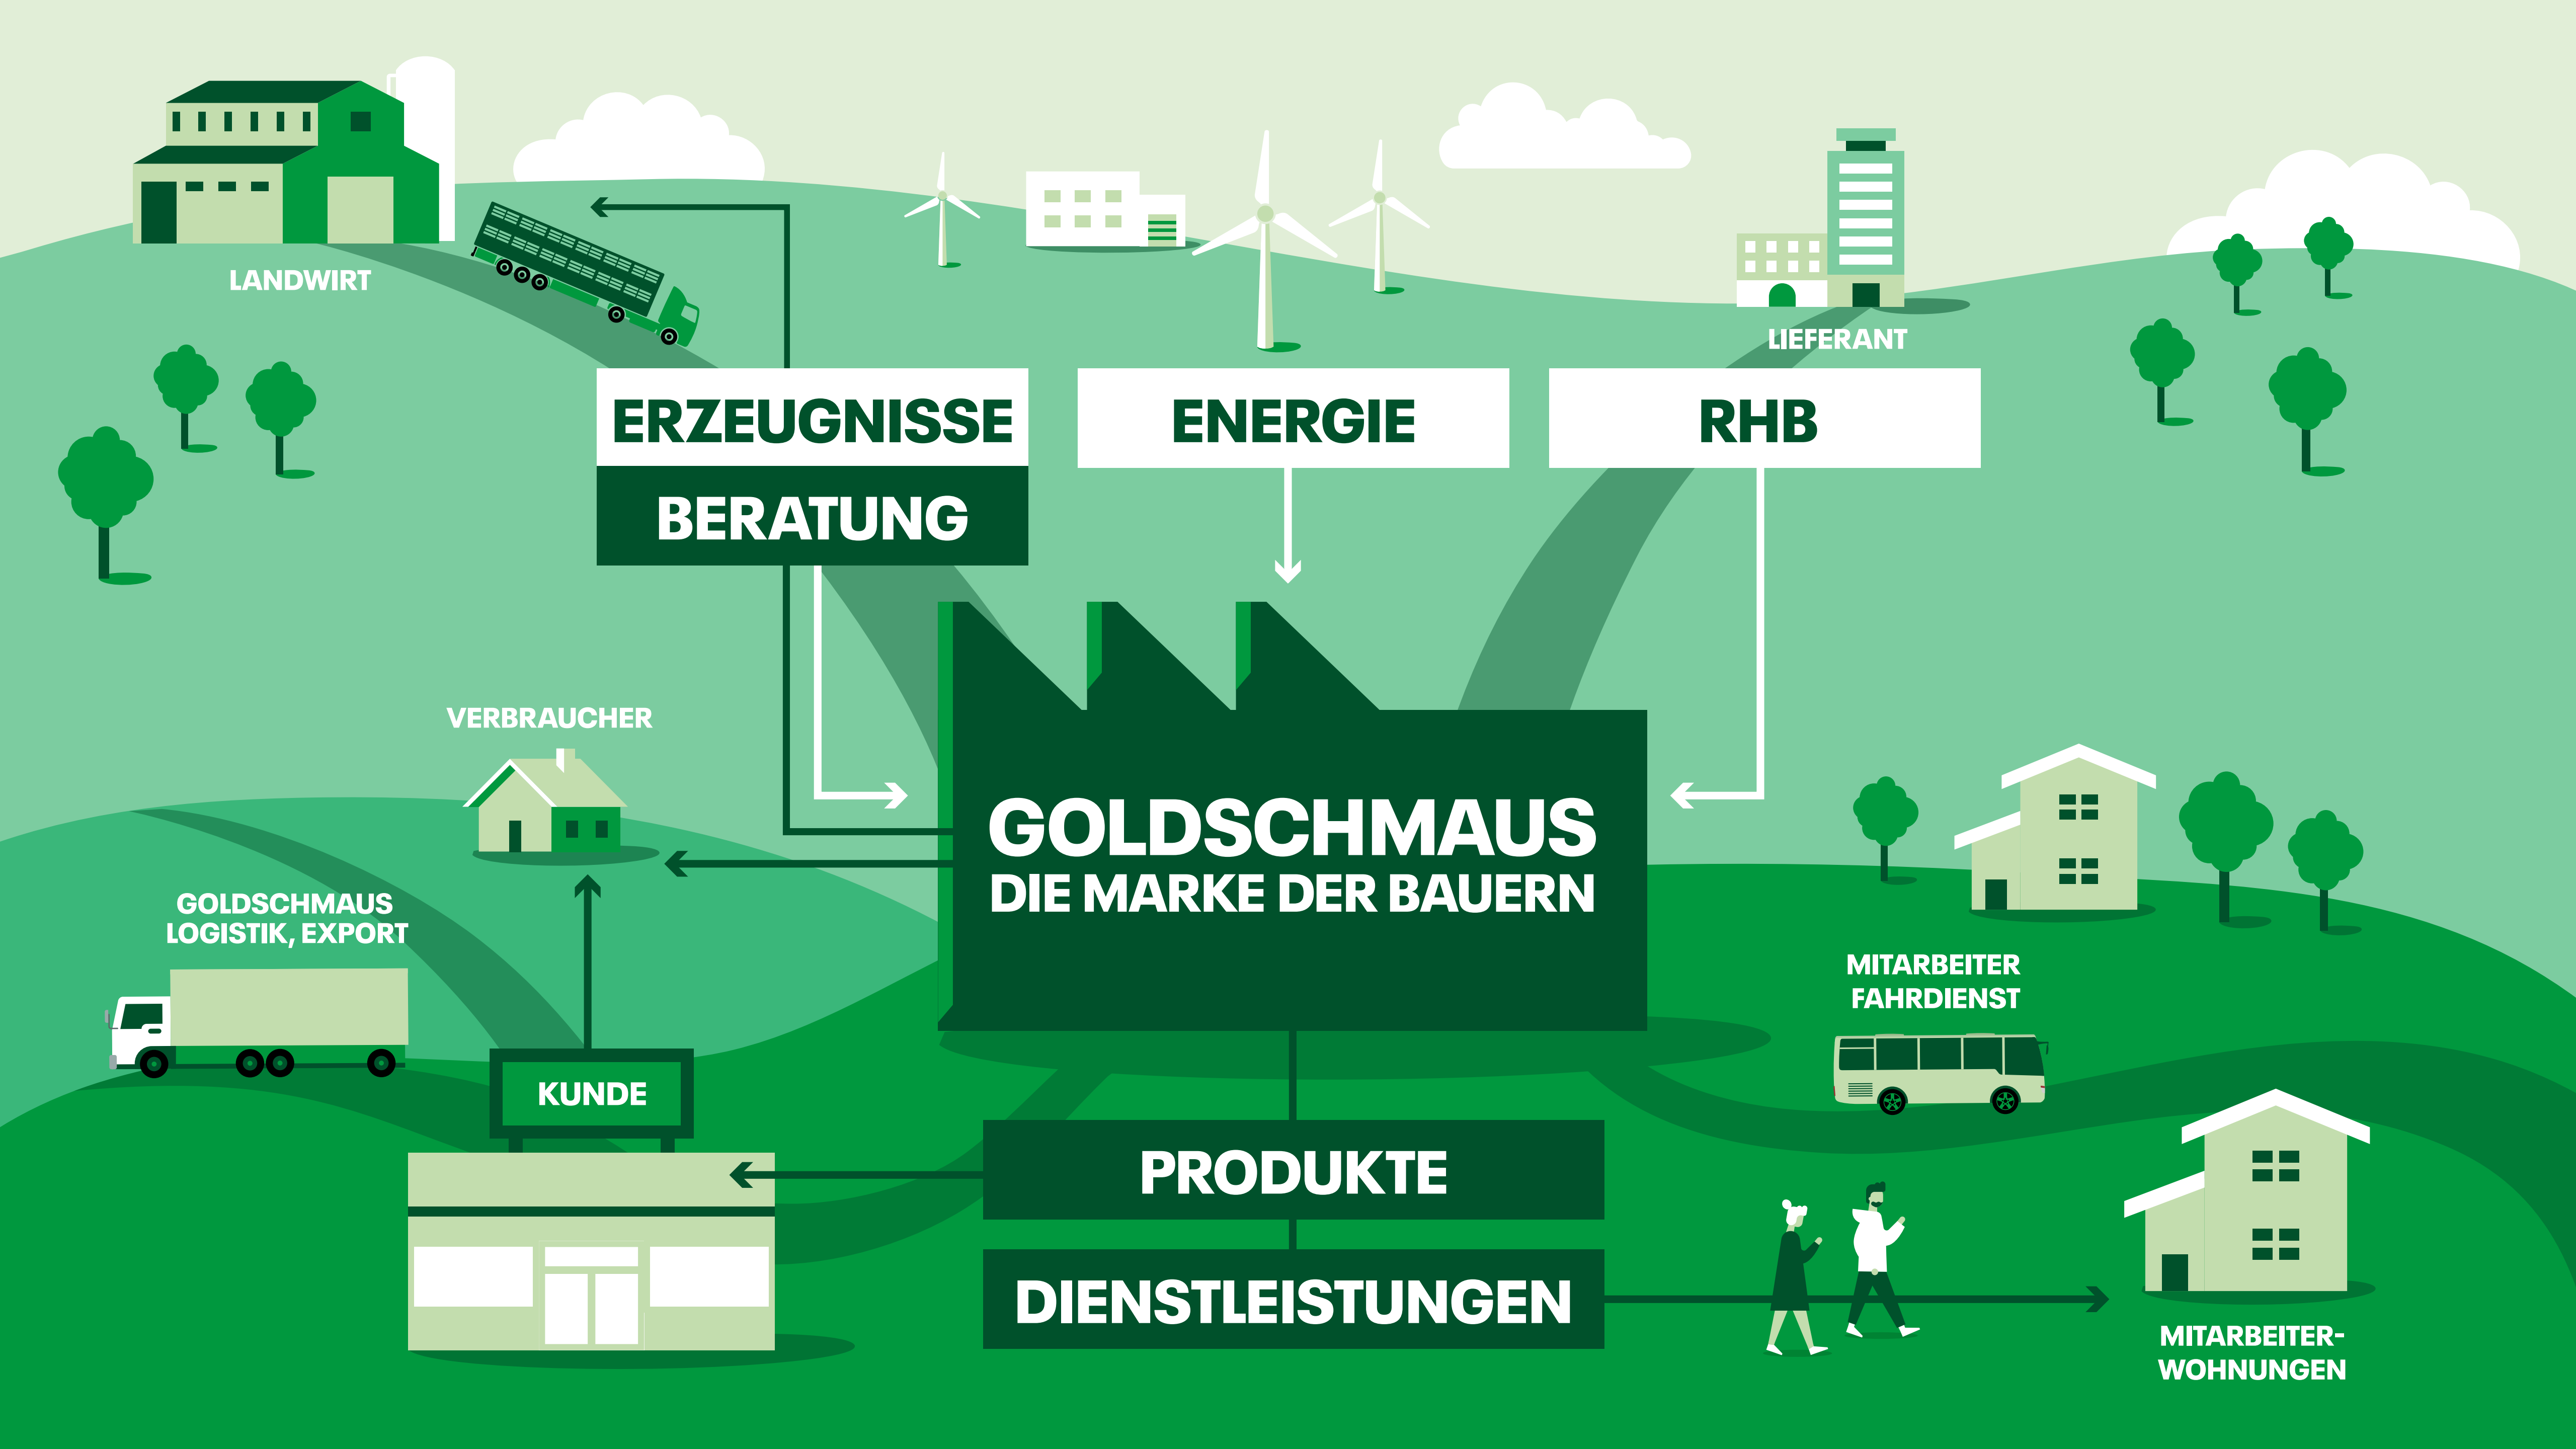 LANDWIRT
LIEFERANT
ERZEUGNISSE
BERATUNG
ENERGIE
RHB
VERBRAUCHER
GOLDSCHMAUS
DIE MARKE DER BAUERN
GOLDSCHMAUS
LOGISTIK, EXPORT
MITARBEITER
FAHRDIENST
KUNDE
PRODUKTE
DIENSTLEISTUNGEN
MITARBEITER-
WOHNUNGEN